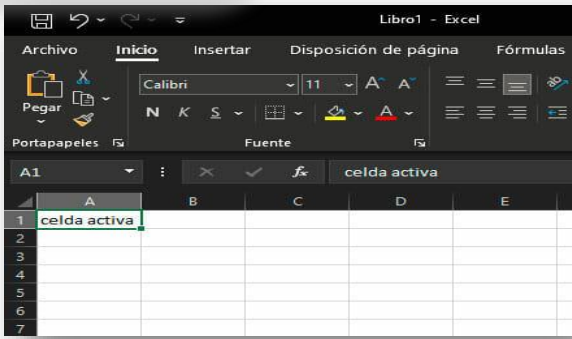 Libro1 - Excel
Archivo Inicio Insertar Disposición de página Fórmulas
Calibri 11 A A
Pegar
N K S A
Portapapeles Fuente
A1 fx celda activa
A B C D E
1 celda activa
2
3
4
5
6
7